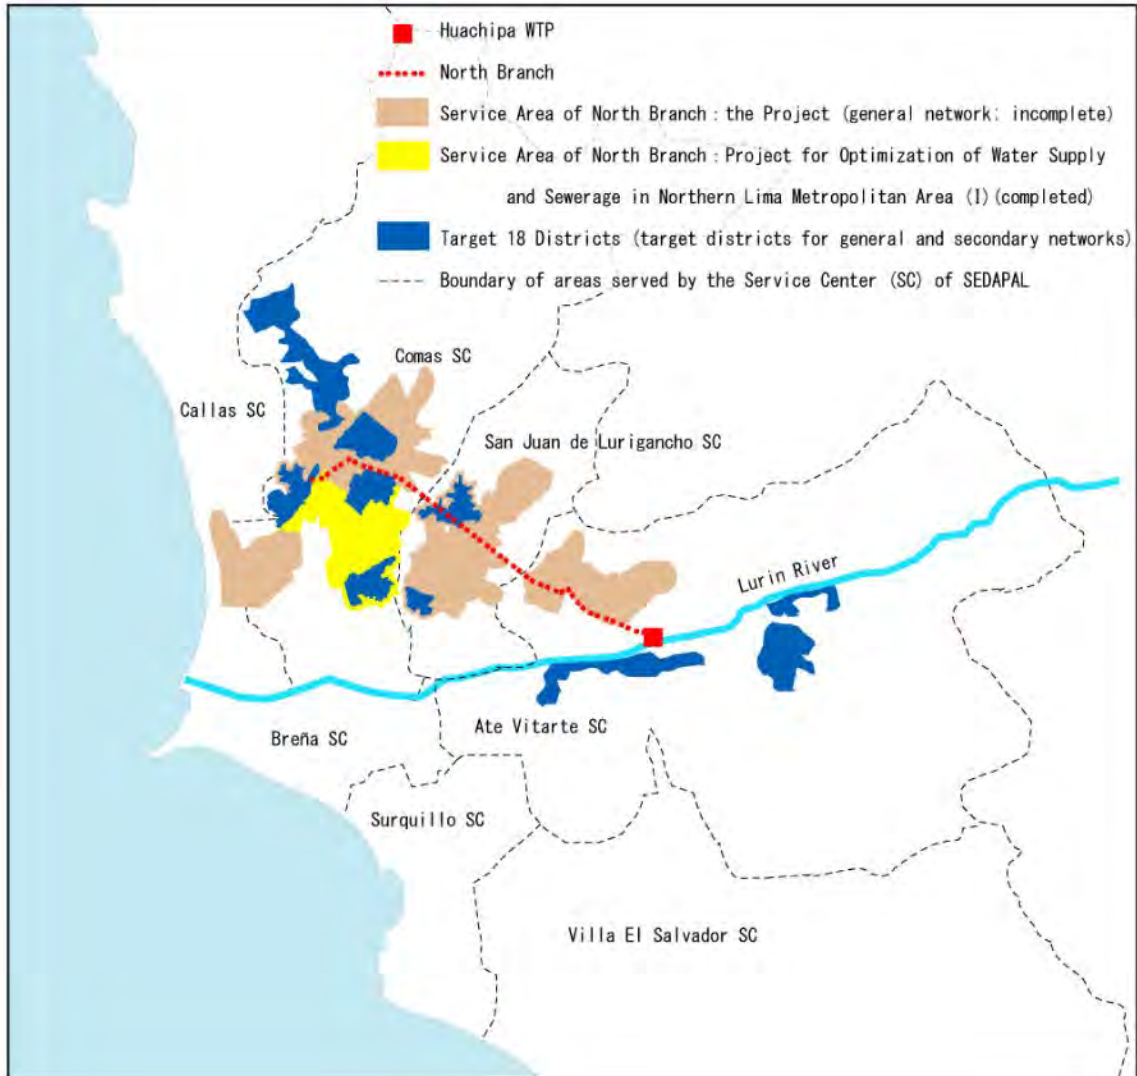 Huachipa WTP
North Branch
Service Area of North Branch : the Project (general network; incomplete)
Service Area of North Branch : Project for Optimization of Water Supply
and Sewerage in Northern Lima Metropolitan Area (I) (completed)
Target 18 Districts (target districts for general and secondary networks)
Boundary of areas served by the Service Center (SC) of SEDAPAL
Comas SC
Callas SC
San Juan de Lurigancho SC
Lurin River
Breña SC
Ate Vitarte SC
Surquillo SC
Villa El Salvador SC